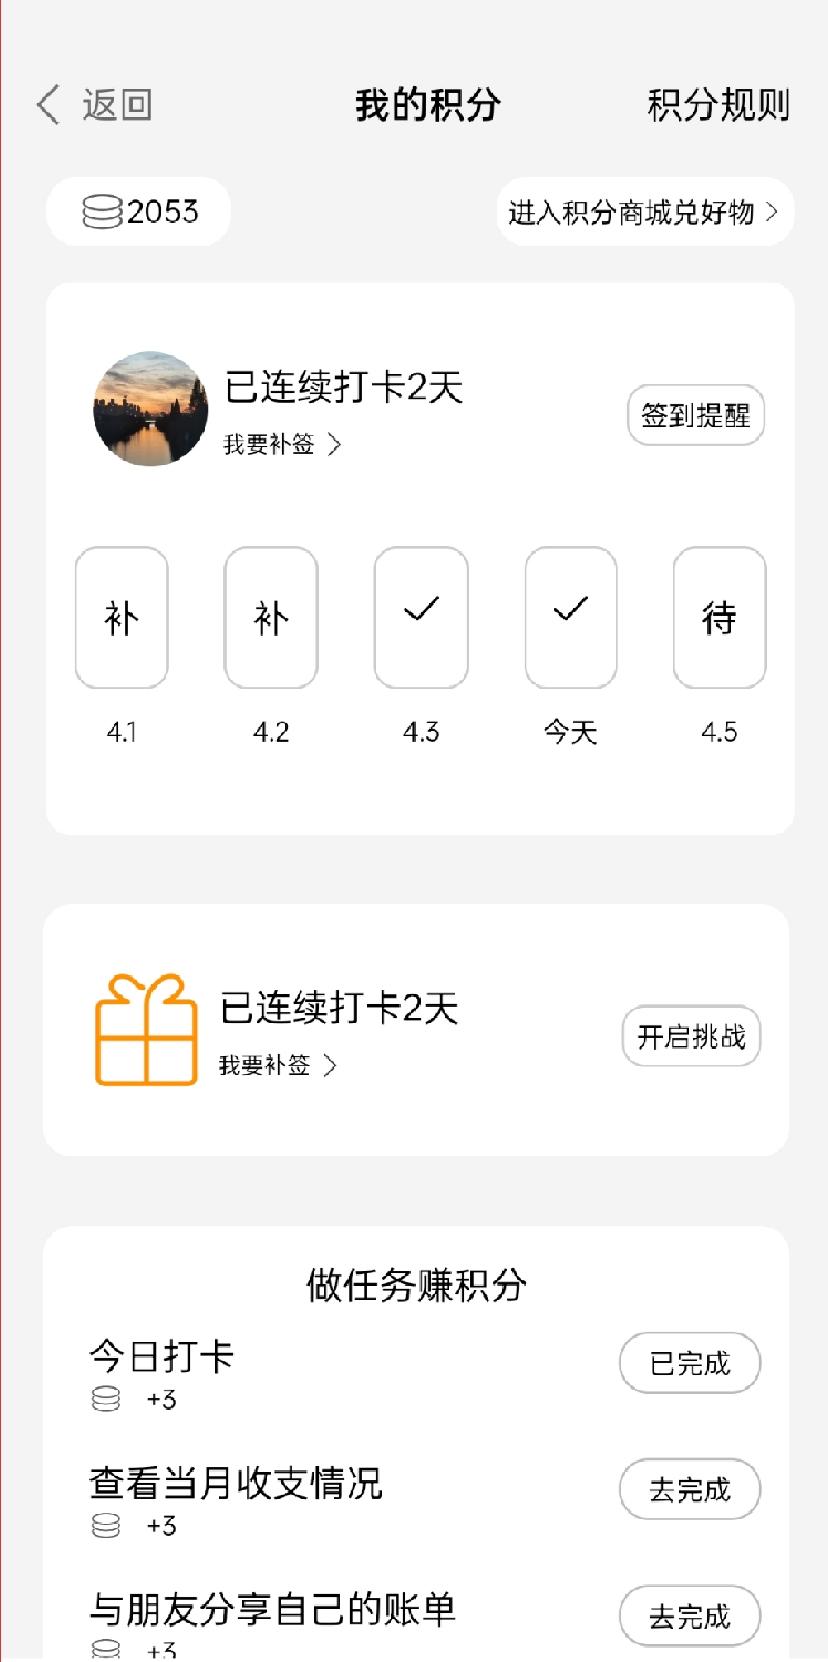 返回 我的积分 积分规则
2053 进入积分商城兑好物
已连续打卡2天
我要补签
签到提醒
补 补 待
4.1 4.2 4.3 今天 4.5
已连续打卡2天
我要补签
开启挑战
做任务赚积分
今日打卡
+3
已完成
查看当月收支情况
+3
去完成
与朋友分享自己的账单
+3
去完成